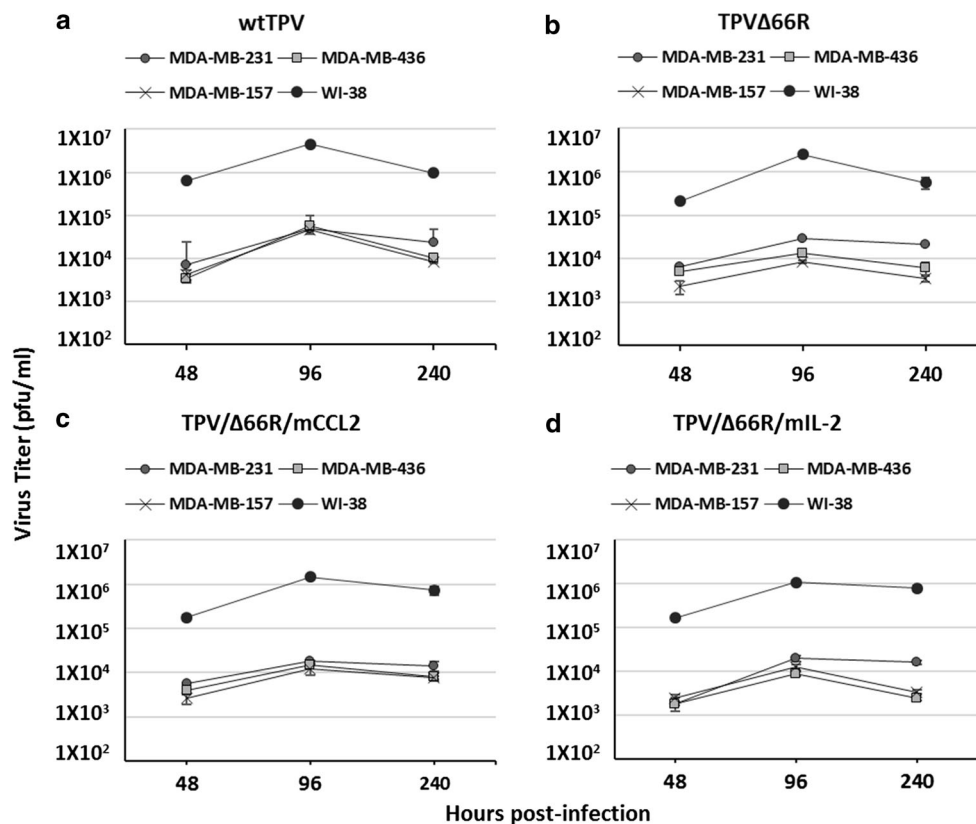 a
wtTPV
MDA-MB-231 MDA-MB-436
MDA-MB-157 WI-38
1X10⁷
1X10⁶
1X10⁵
1X10⁴
1X10³
1X10²
48 96 240
b
TPVΔ66R
MDA-MB-231 MDA-MB-436
MDA-MB-157 WI-38
1X10⁷
1X10⁶
1X10⁵
1X10⁴
1X10³
1X10²
48 96 240
Virus Titer (pfu/ml)
c
TPV/Δ66R/mCCL2
MDA-MB-231 MDA-MB-436
MDA-MB-157 WI-38
1X10⁷
1X10⁶
1X10⁵
1X10⁴
1X10³
1X10²
48 96 240
d
TPV/Δ66R/mIL-2
MDA-MB-231 MDA-MB-436
MDA-MB-157 WI-38
1X10⁷
1X10⁶
1X10⁵
1X10⁴
1X10³
1X10²
48 96 240
Hours post-infection